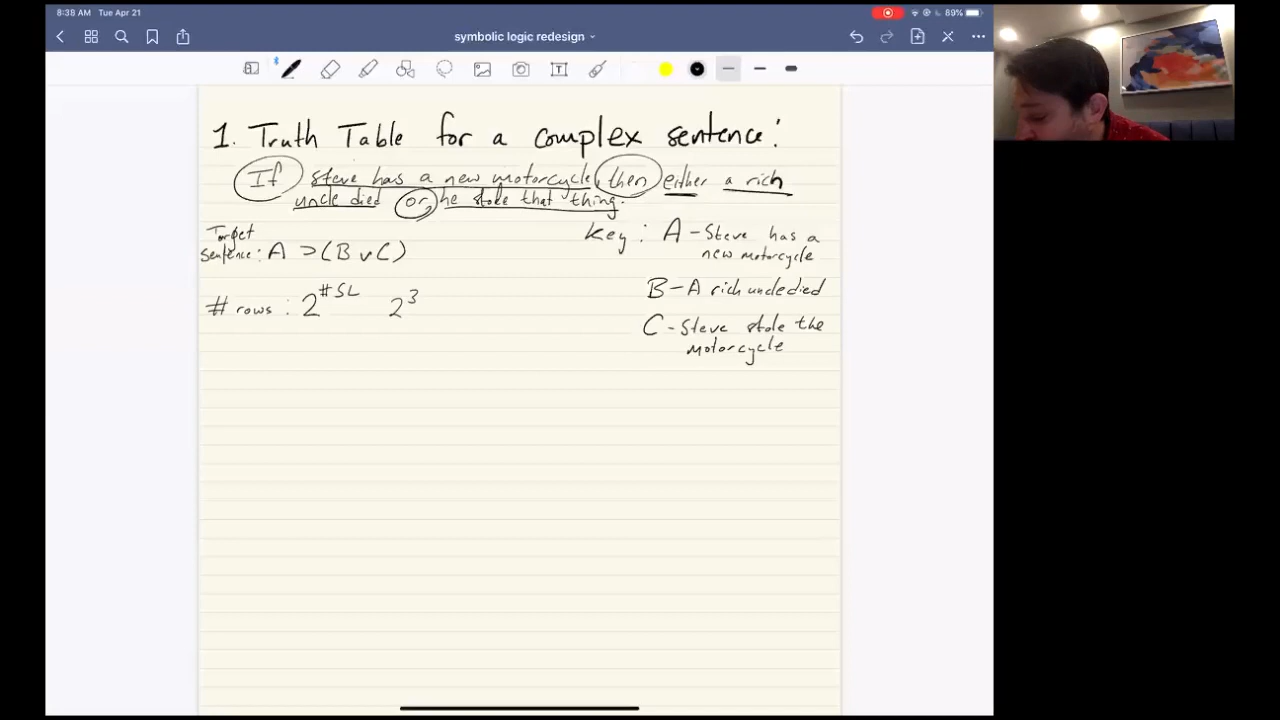 8:38 AM Tue Apr 21
89%
symbolic logic redesign
1. Truth Table for a complex sentence:
If steve has a new motorcycle, then either a rich
uncle died or he stole that thing.
Target
sentence: A ⊃ (B v C)
# rows : 2^#SL 2^3
key : A - Steve has a
new motorcycle
B - A rich uncle died
C - Steve stole the
motorcycle